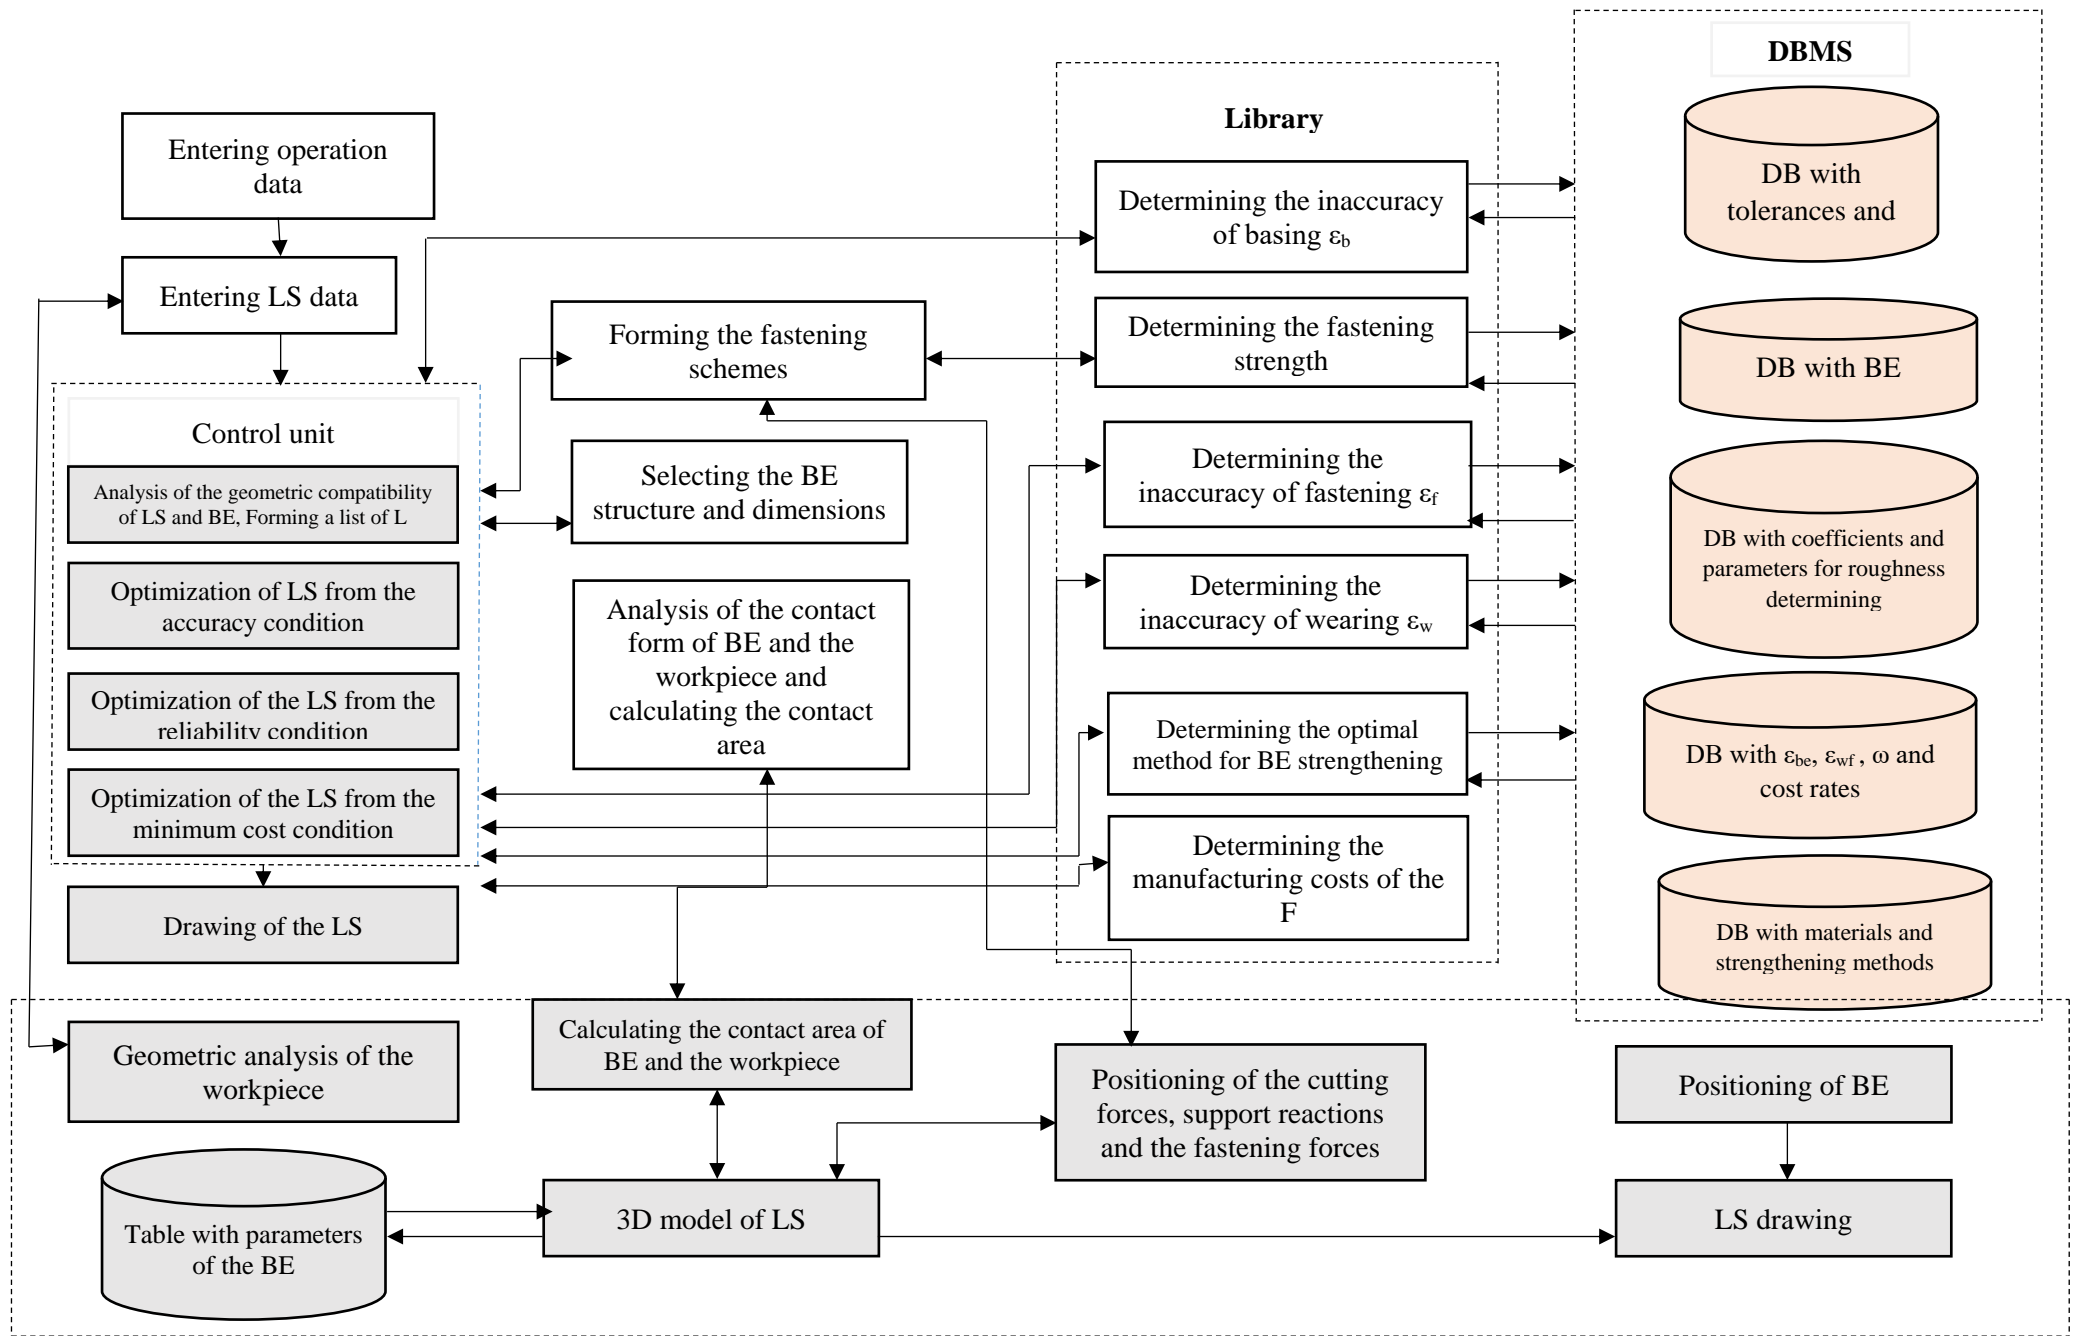 DBMS
Library
Entering operation
data
Entering LS data
Control unit
Analysis of the geometric compatibility
of LS and BE, Forming a list of L
Optimization of LS from the
accuracy condition
Optimization of the LS from the
reliability condition
Optimization of the LS from the
minimum cost condition
Drawing of the LS
Forming the fastening
schemes
Selecting the BE
structure and dimensions
Analysis of the contact
form of BE and the
workpiece and
calculating the contact
area
Determining the inaccuracy
of basing εb
Determining the fastening
strength
Determining the
inaccuracy of fastening εf
Determining the
inaccuracy of wearing εw
Determining the optimal
method for BE strengthening
Determining the
manufacturing costs of the
F
DB with
tolerances and
DB with BE
DB with coefficients and
parameters for roughness
determining
DB with εbe, εwf , ω and
cost rates
DB with materials and
strengthening methods
Geometric analysis of the
workpiece
Calculating the contact area of
BE and the workpiece
Positioning of the cutting
forces, support reactions
and the fastening forces
Positioning of BE
Table with parameters
of the BE
3D model of LS
LS drawing